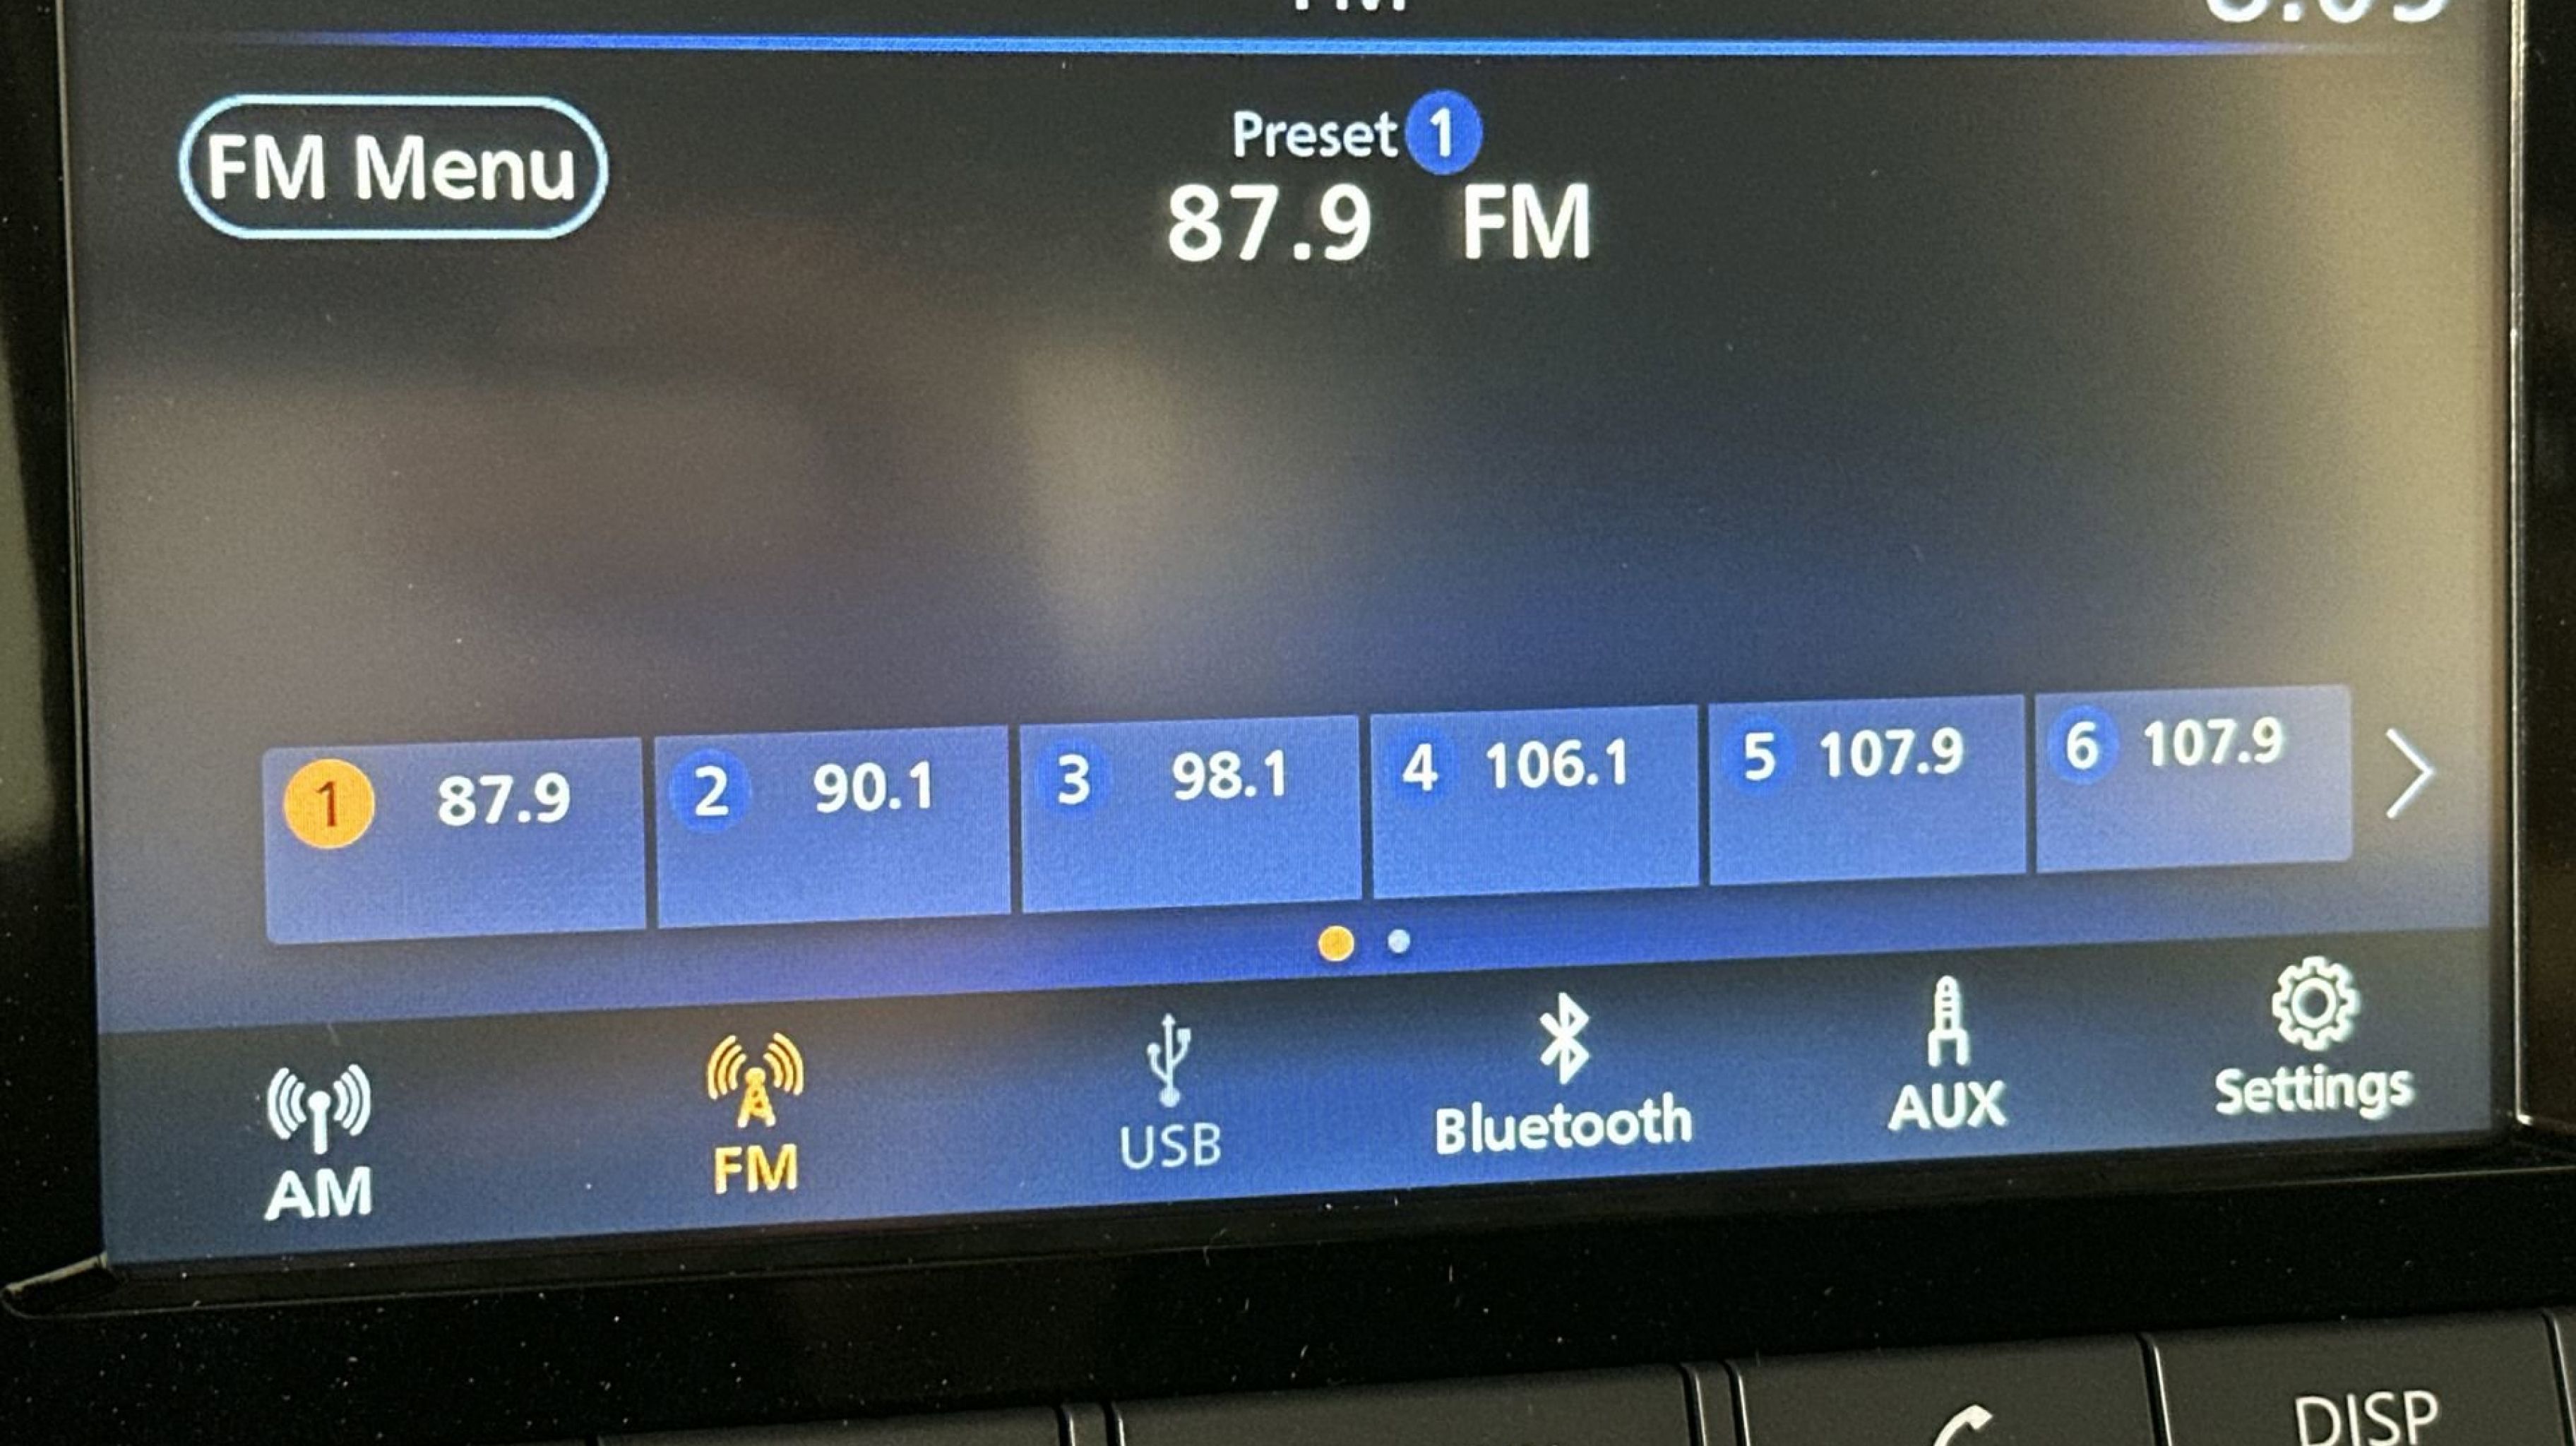 FM
FM Menu
Preset 1
87.9 FM
1 87.9
2 90.1
3 98.1
4 106.1
5 107.9
6 107.9
AM
FM
USB
Bluetooth
AUX
Settings
DISP